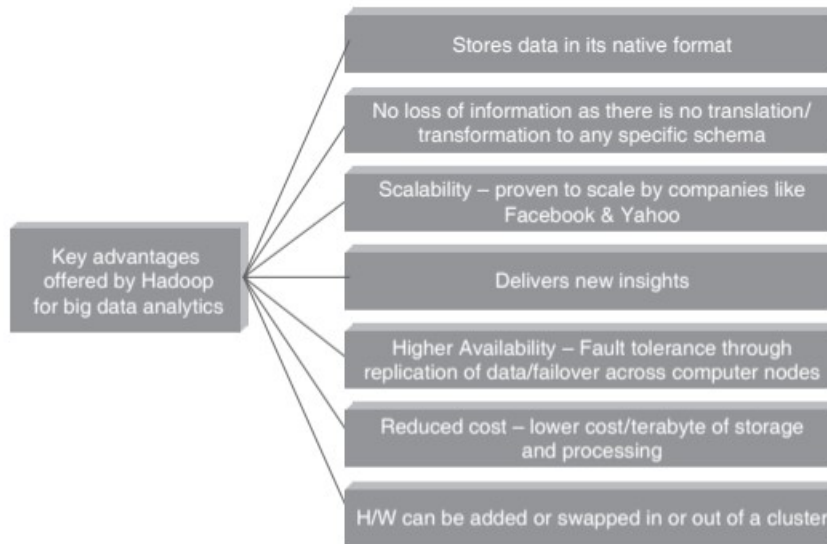 Stores data in its native format
No loss of information as there is no translation/
transformation to any specific schema
Scalability – proven to scale by companies like
Facebook & Yahoo
Key advantages
offered by Hadoop
for big data analytics
Delivers new insights
Higher Availability – Fault tolerance through
replication of data/failover across computer nodes
Reduced cost – lower cost/terabyte of storage
and processing
H/W can be added or swapped in or out of a cluster